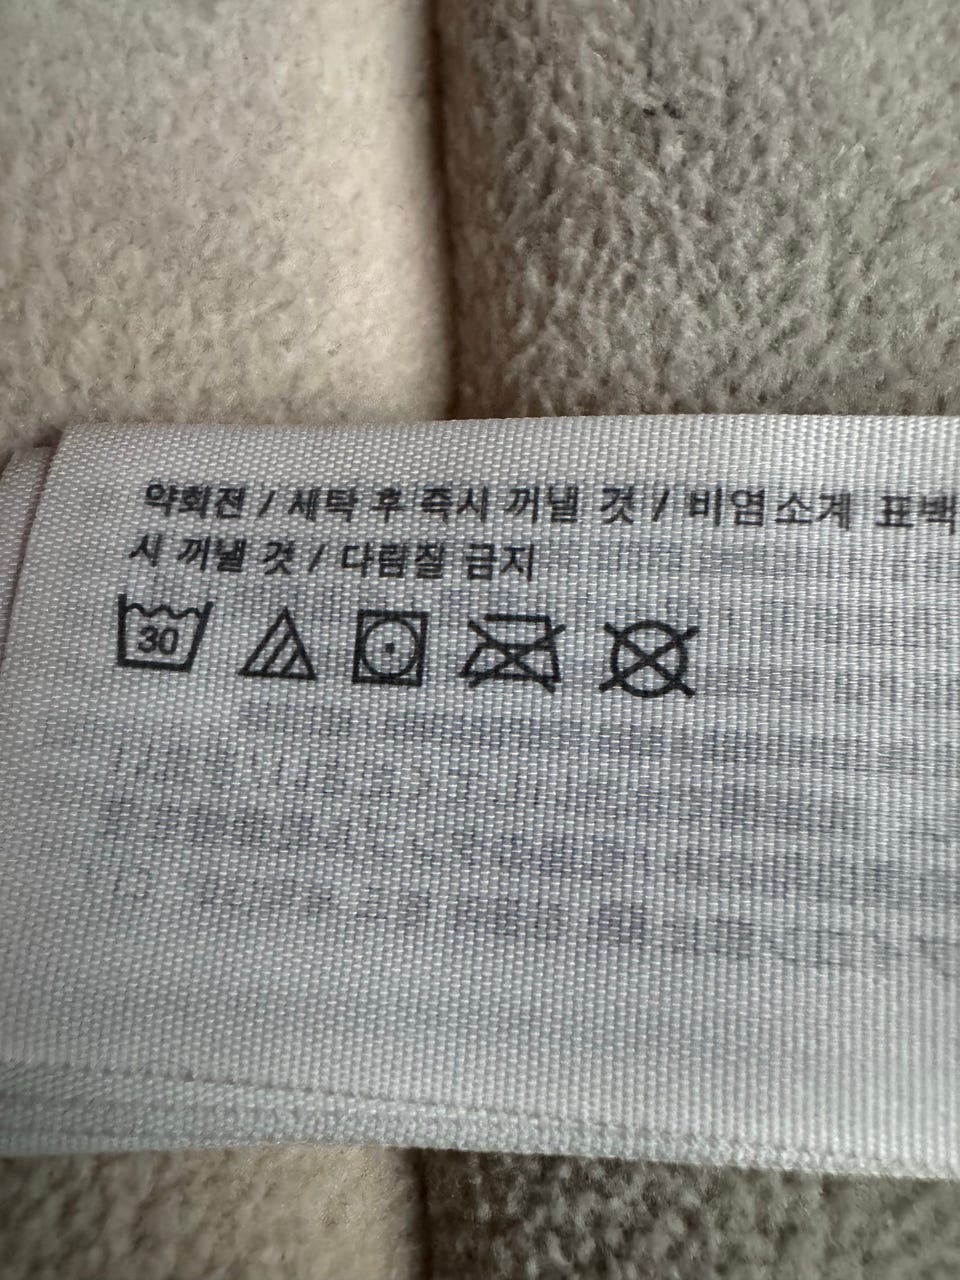 약회전 / 세탁 후 즉시 꺼낼 것 / 비염소계 표백
시 꺼낼 것 / 다림질 금지
30